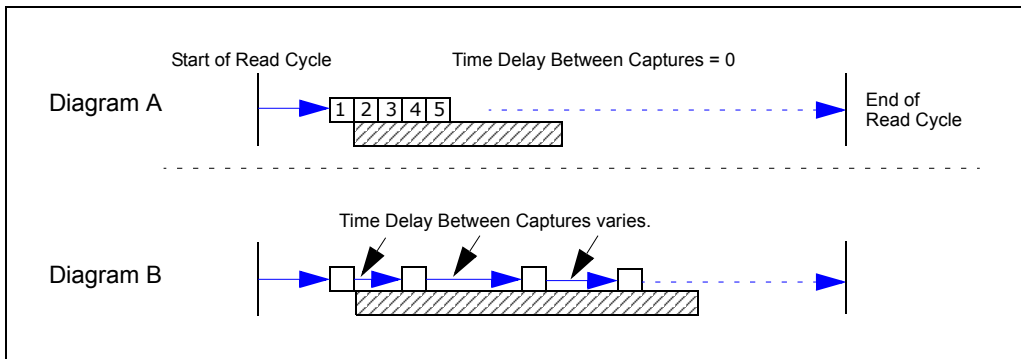 Start of Read Cycle
Time Delay Between Captures = 0
Diagram A
1 2 3 4 5
End of
Read Cycle
Time Delay Between Captures varies.
Diagram B